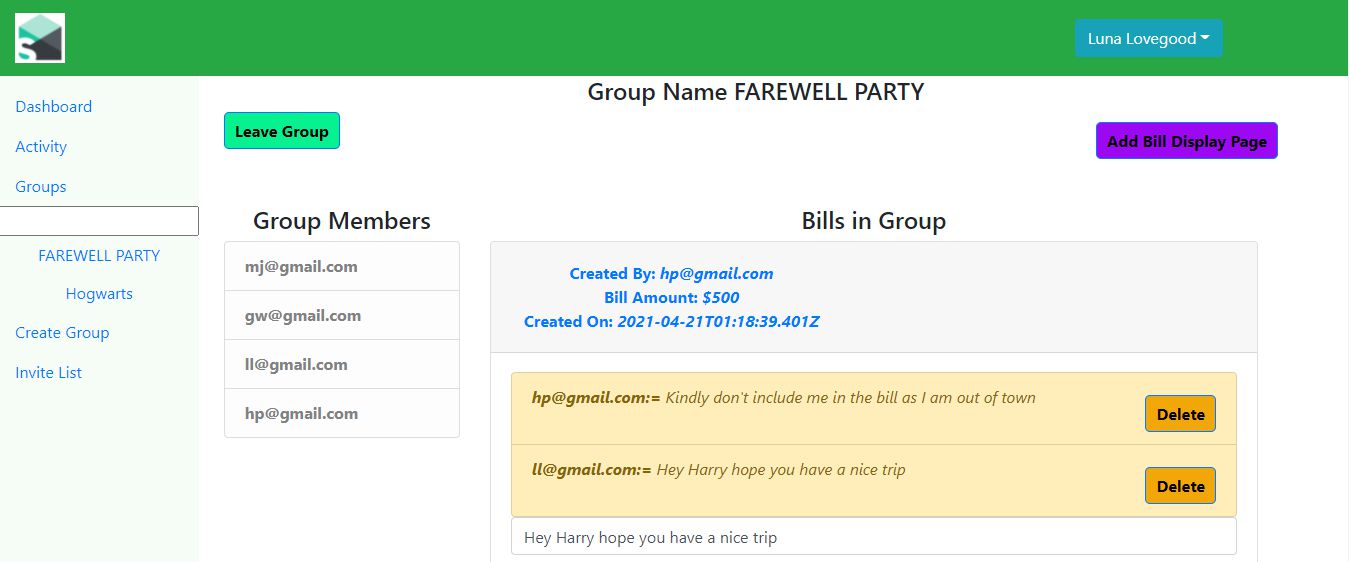 S
Luna Lovegood
Dashboard
Activity
Groups
FAREWELL PARTY
Hogwarts
Create Group
Invite List
Group Name FAREWELL PARTY
Leave Group
Add Bill Display Page
Group Members
mj@gmail.com
gw@gmail.com
ll@gmail.com
hp@gmail.com
Bills in Group
Created By: hp@gmail.com
Bill Amount: $500
Created On: 2021-04-21T01:18:39.401Z
hp@gmail.com:= Kindly don't include me in the bill as I am out of town
Delete
ll@gmail.com:= Hey Harry hope you have a nice trip
Delete
Hey Harry hope you have a nice trip